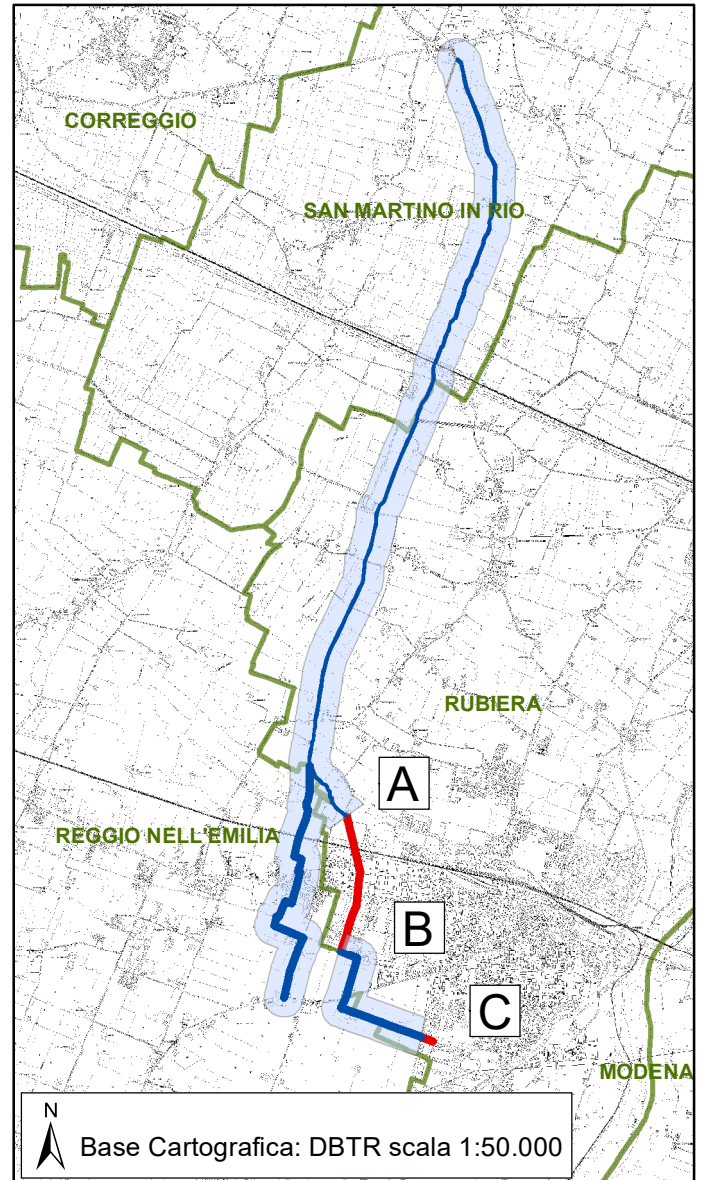 CORREGGIO
SAN MARTINO IN RIO
RUBIERA
A
REGGIO NELL'EMILIA
B
C
MODENA
N
Base Cartografica: DBTR scala 1:50.000